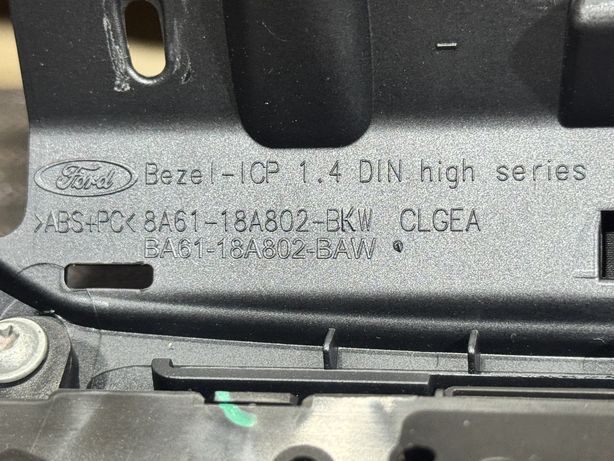 Ford Bezel-ICP 1.4 DIN high series
>ABS+PC< 8A61-18A802-BKW CLGEA
BA61-18A802-BAW